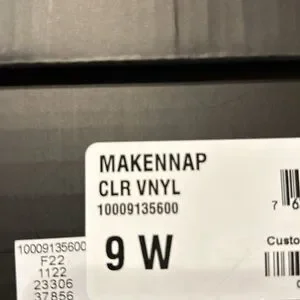 MAKENNAP
CLR VNYL
10009135600
9 W
Custo
10009135600
F22
1122
23306
37856